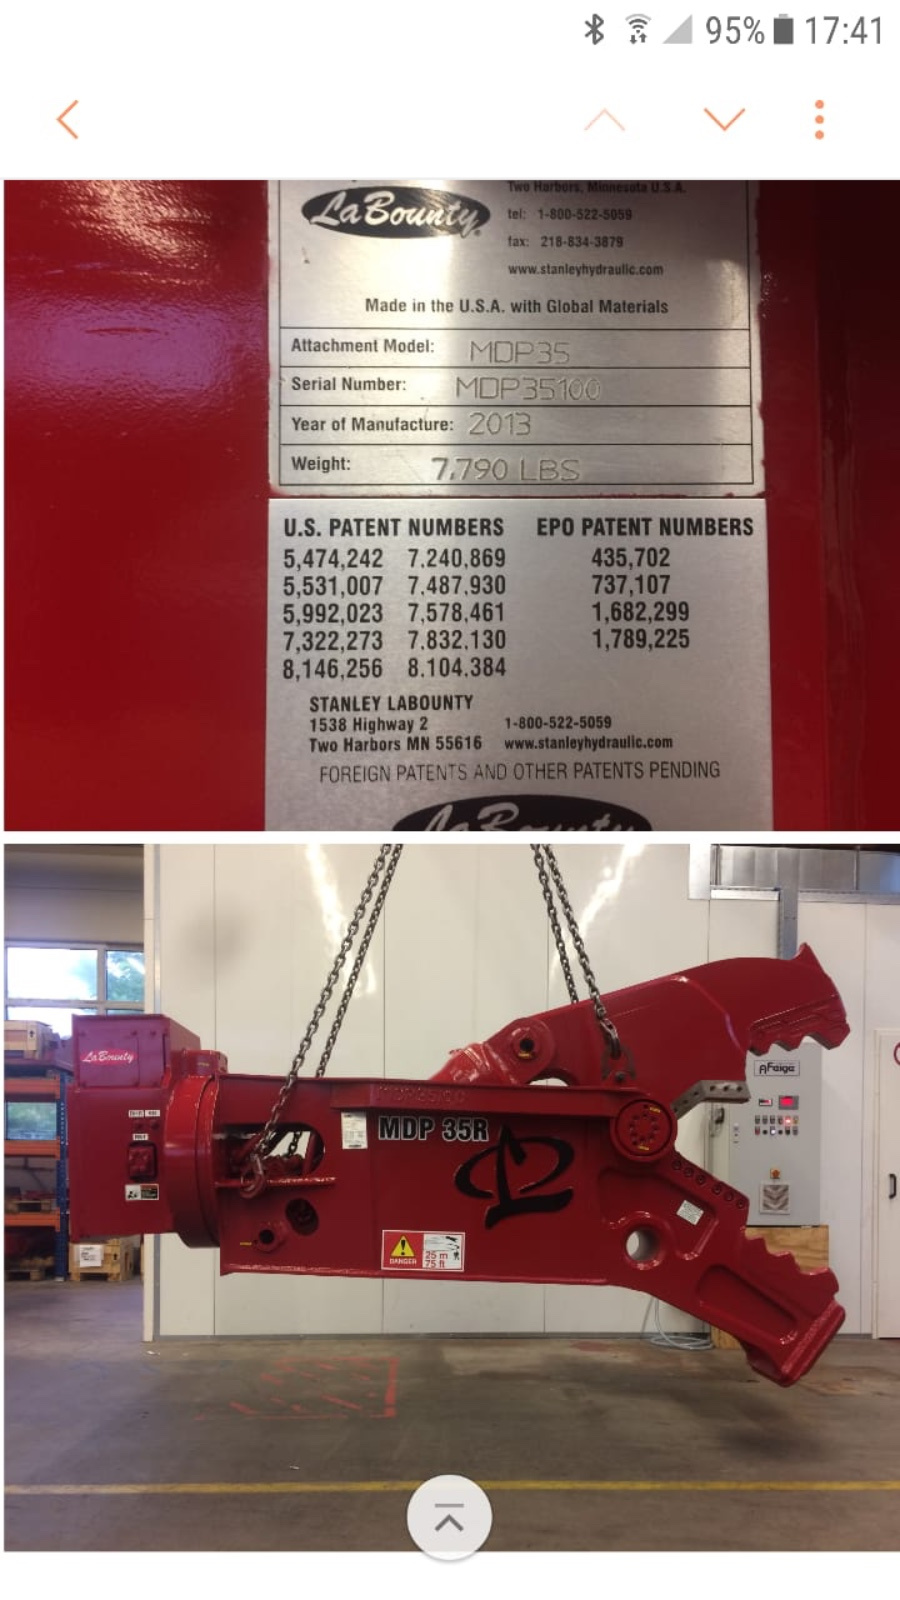 95% 17:41
Two Harbors, Minnesota U.S.A.
LaBounty
tel: 1-800-522-5059
fax: 218-834-3879
www.stanleyhydraulic.com
Made in the U.S.A. with Global Materials
Attachment Model: MDP35
Serial Number: MDP35100
Year of Manufacture: 2013
Weight: 7,790 LBS
U.S. PATENT NUMBERS EPO PATENT NUMBERS
5,474,242 7,240,869 435,702
5,531,007 7,487,930 737,107
5,992,023 7,578,461 1,682,299
7,322,273 7,832,130 1,789,225
8,146,256 8,104,384
STANLEY LABOUNTY
1538 Highway 2 1-800-522-5059
Two Harbors MN 55616 www.stanleyhydraulic.com
FOREIGN PATENTS AND OTHER PATENTS PENDING
LaBounty
LaBounty
AFeige
MDP 35R
DANGER
25 m
75 ft